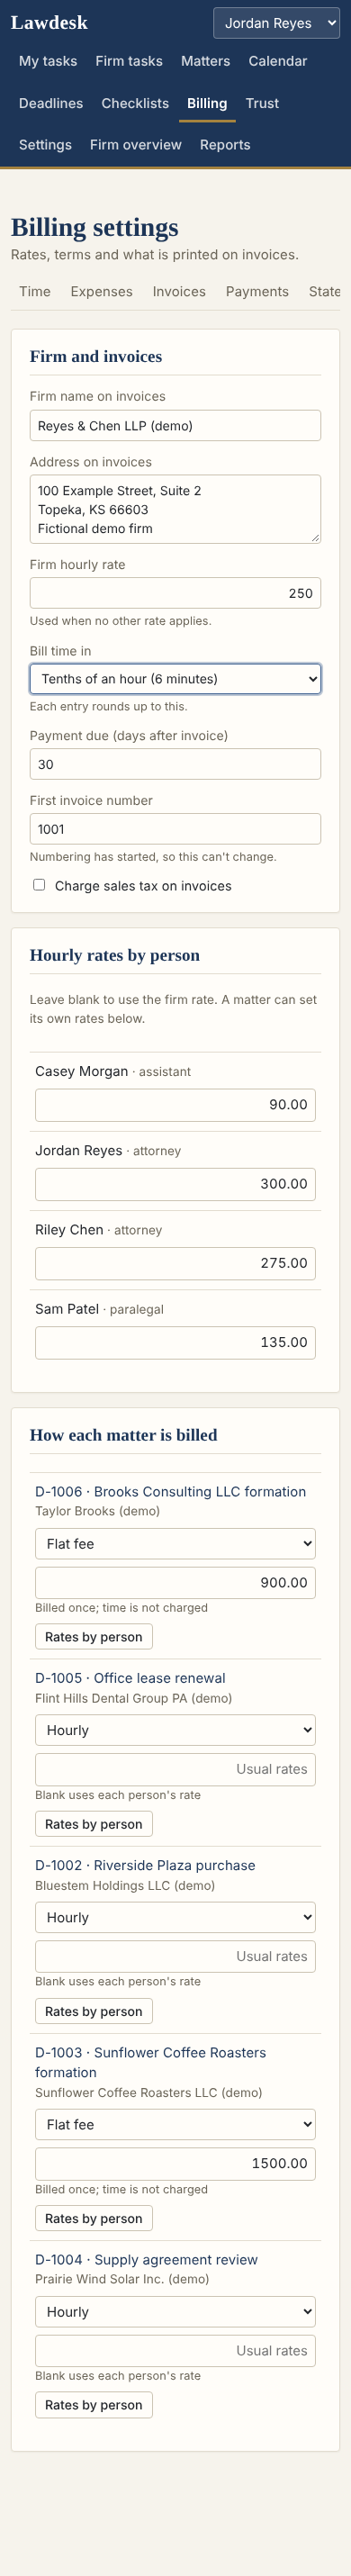 Lawdesk
Jordan Reyes
My tasks
Firm tasks
Matters
Calendar
Deadlines
Checklists
Billing
Trust
Settings
Firm overview
Reports
Billing settings
Rates, terms and what is printed on invoices.
Time
Expenses
Invoices
Payments
State
Firm and invoices
Firm name on invoices
Reyes & Chen LLP (demo)
Address on invoices
100 Example Street, Suite 2
Topeka, KS 66603
Fictional demo firm
Firm hourly rate
250
Used when no other rate applies.
Bill time in
Tenths of an hour (6 minutes)
Each entry rounds up to this.
Payment due (days after invoice)
30
First invoice number
1001
Numbering has started, so this can't change.
Charge sales tax on invoices
Hourly rates by person
Leave blank to use the firm rate. A matter can set
its own rates below.
Casey Morgan · assistant
90.00
Jordan Reyes · attorney
300.00
Riley Chen · attorney
275.00
Sam Patel · paralegal
135.00
How each matter is billed
D-1006 · Brooks Consulting LLC formation
Taylor Brooks (demo)
Flat fee
900.00
Billed once; time is not charged
Rates by person
D-1005 · Office lease renewal
Flint Hills Dental Group PA (demo)
Hourly
Usual rates
Blank uses each person's rate
Rates by person
D-1002 · Riverside Plaza purchase
Bluestem Holdings LLC (demo)
Hourly
Usual rates
Blank uses each person's rate
Rates by person
D-1003 · Sunflower Coffee Roasters
formation
Sunflower Coffee Roasters LLC (demo)
Flat fee
1500.00
Billed once; time is not charged
Rates by person
D-1004 · Supply agreement review
Prairie Wind Solar Inc. (demo)
Hourly
Usual rates
Blank uses each person's rate
Rates by person